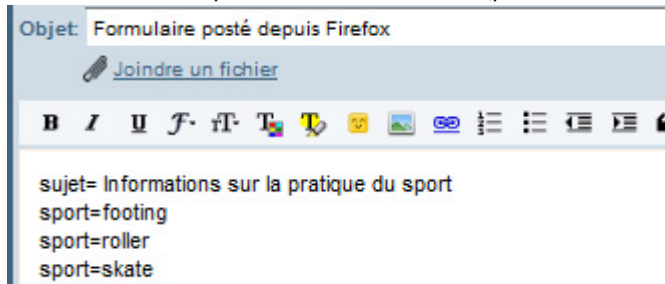 Objet: Formulaire posté depuis Firefox
Joindre un fichier
B I U F T T T
sujet= Informations sur la pratique du sport
sport=footing
sport=roller
sport=skate